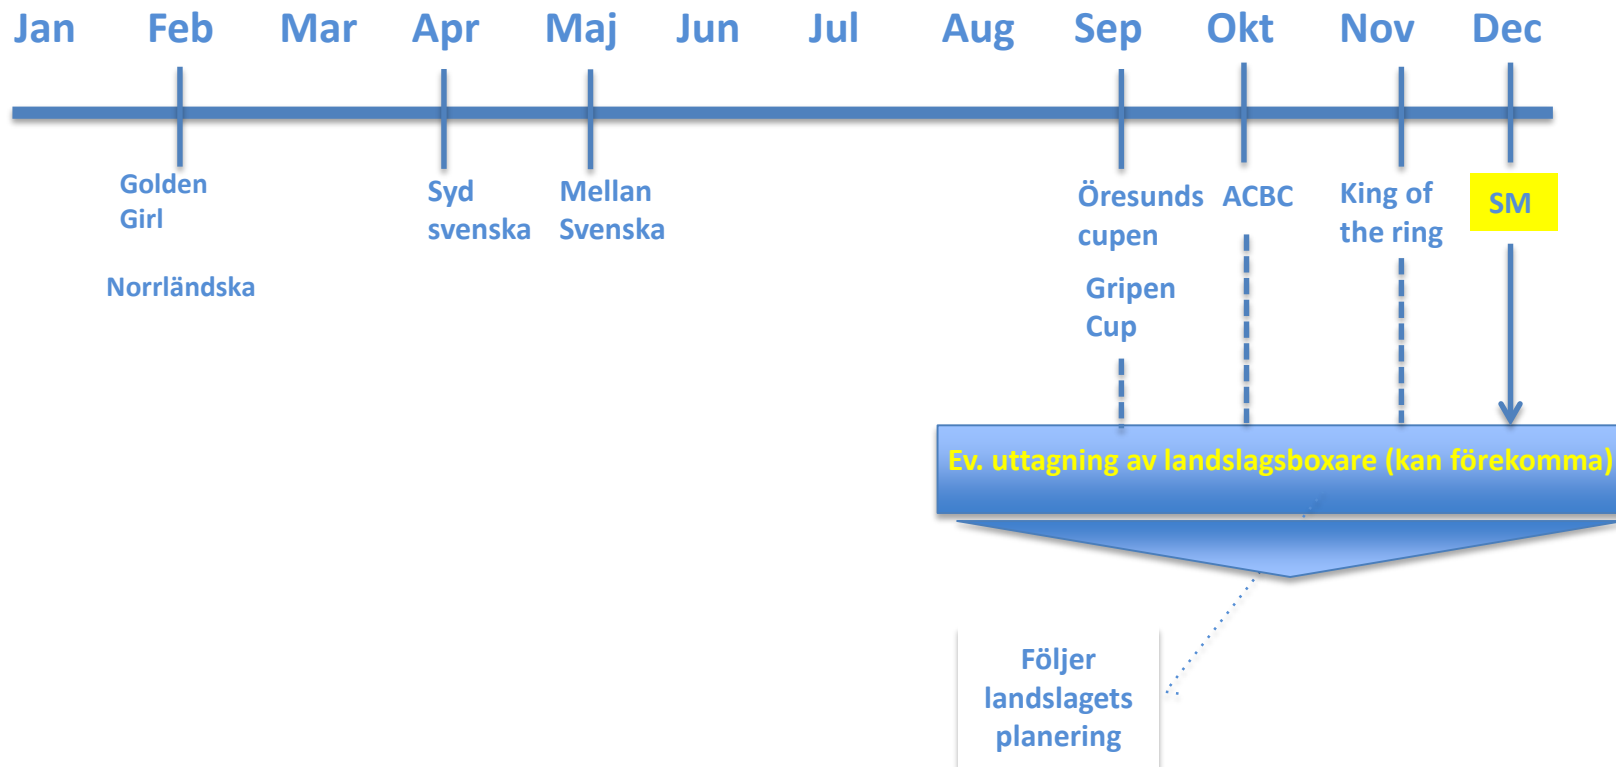 Jan Feb Mar Apr Maj Jun Jul Aug Sep Okt Nov Dec
Golden
Girl
Norrländska
Syd
svenska
Mellan
Svenska
Öresunds
cupen
Gripen
Cup
ACBC
King of
the ring
SM
Ev. uttagning av landslagsboxare (kan förekomma)
Följer
landslagets
planering